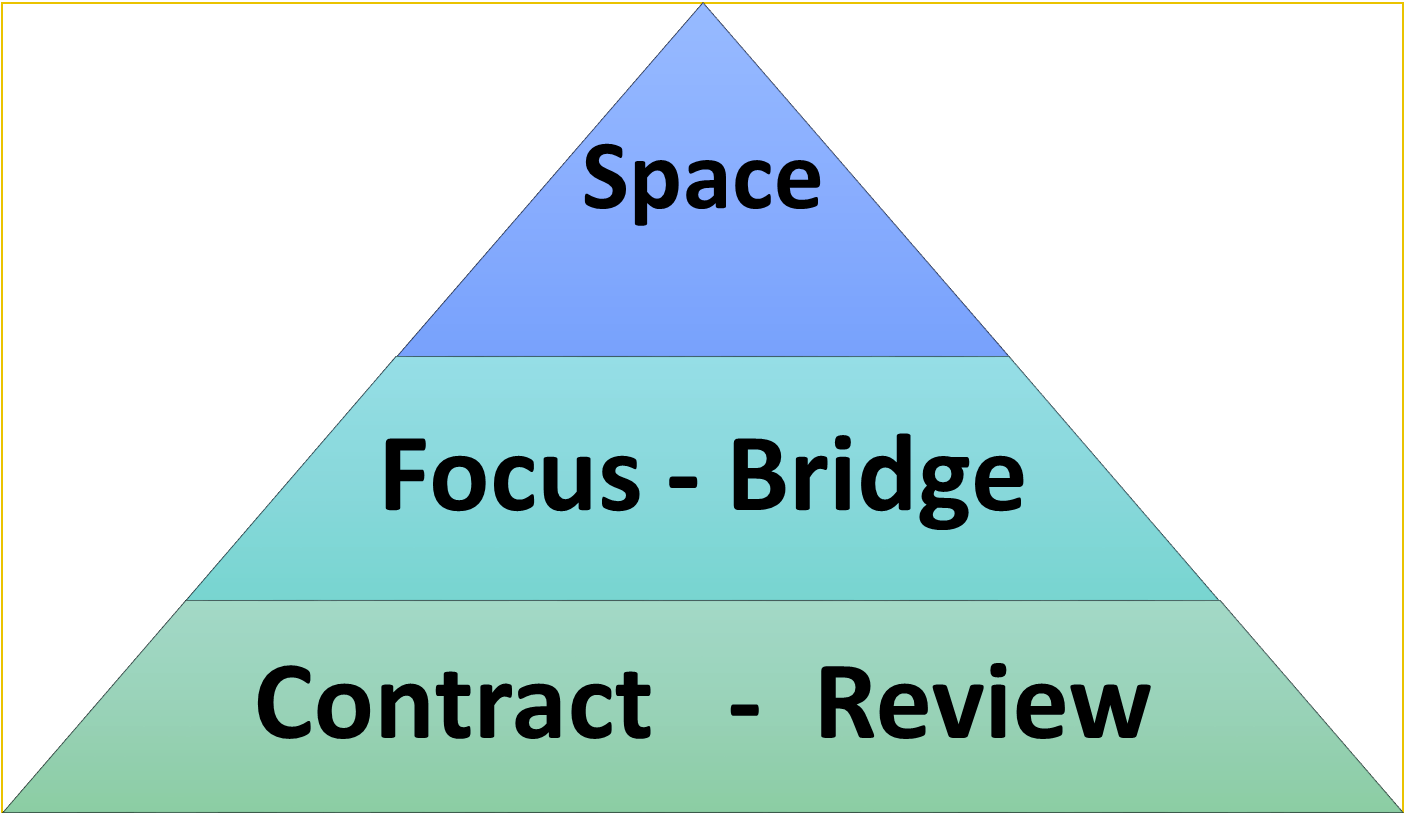 Space
Focus - Bridge
Contract - Review